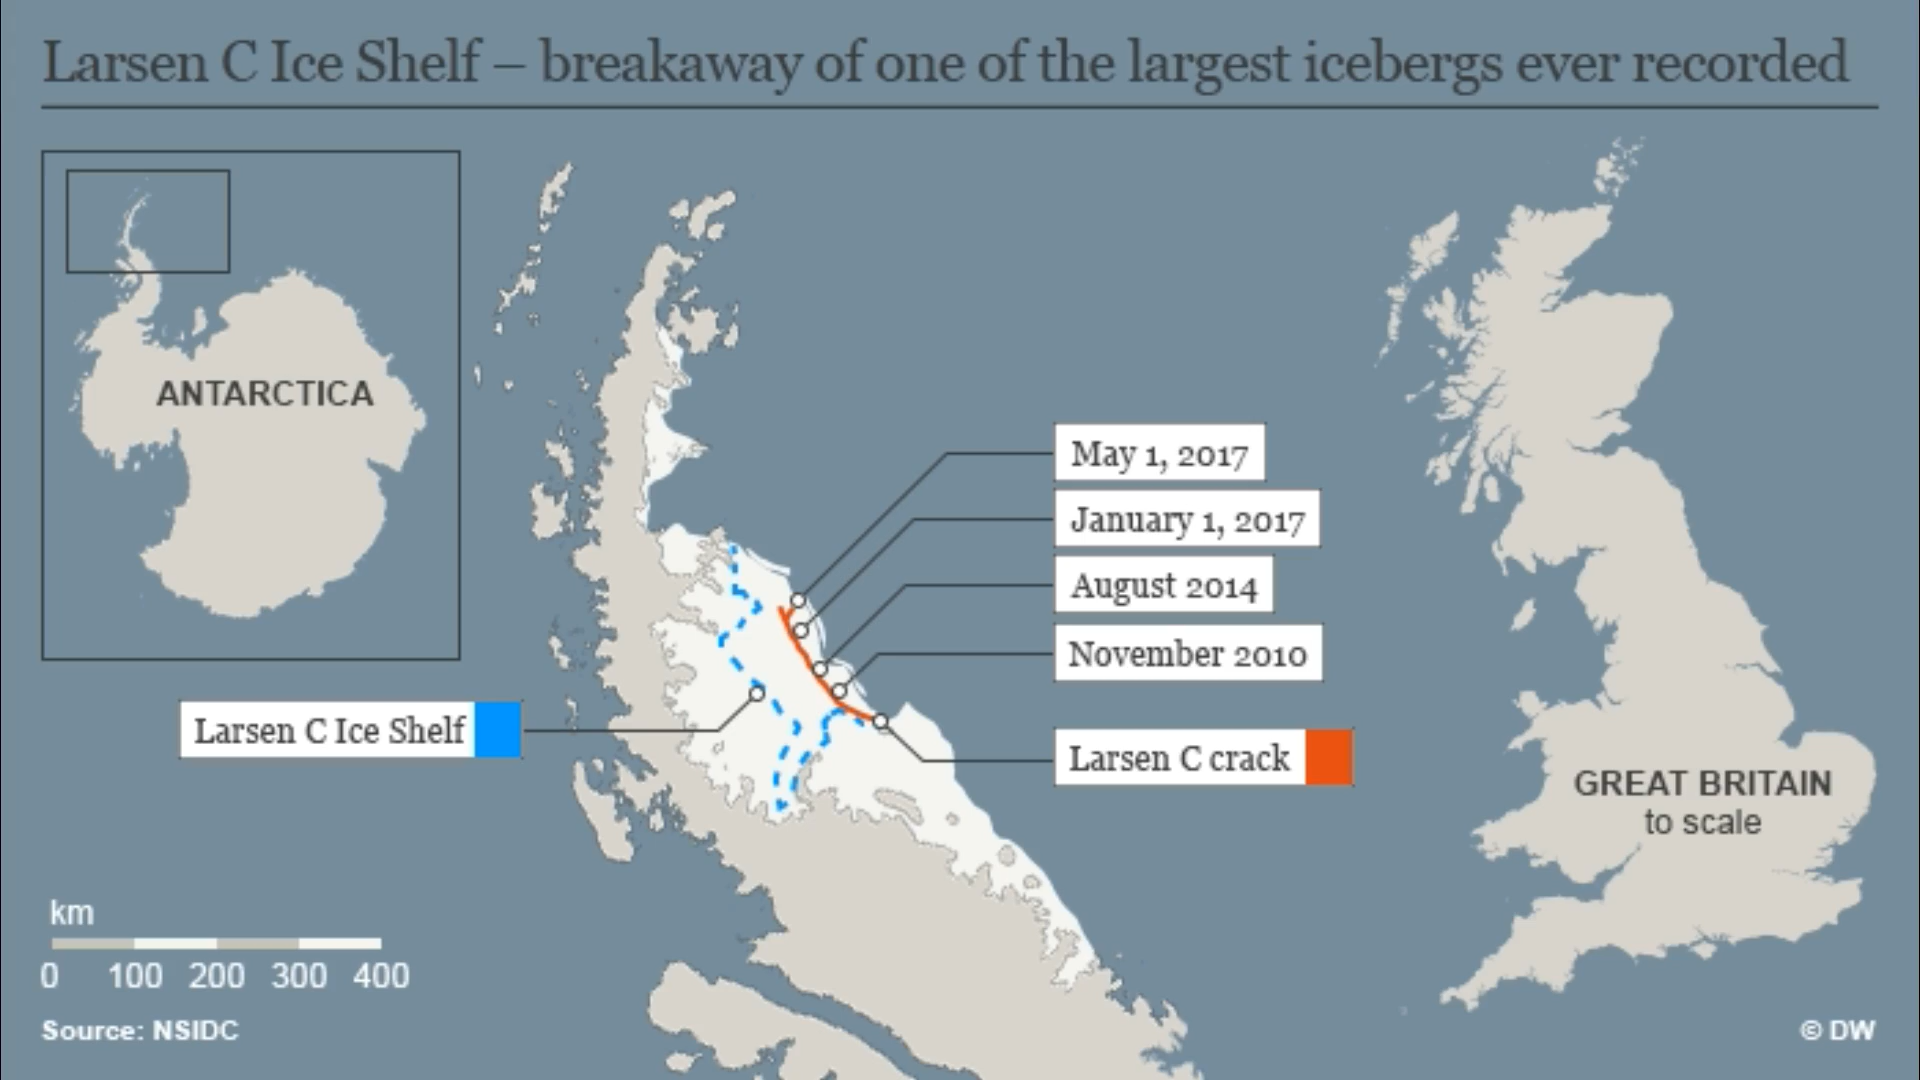 Larsen C Ice Shelf – breakaway of one of the largest icebergs ever recorded
ANTARCTICA
May 1, 2017
January 1, 2017
August 2014
November 2010
Larsen C Ice Shelf
Larsen C crack
GREAT BRITAIN
to scale
km
0 100 200 300 400
Source: NSIDC
© DW